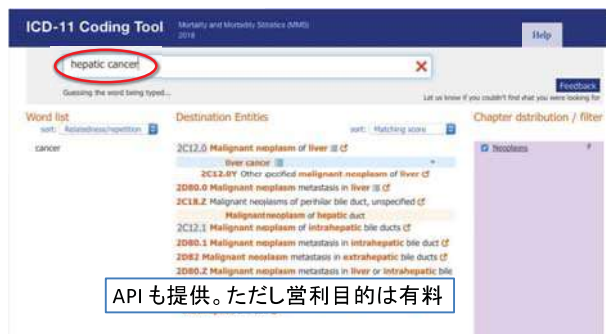 ICD-11 Coding Tool
Mortality and Morbidity Statistics (MMS)
2018
Help
hepatic cancer
Guessing the word being typed...
Feedback
Let us know if you couldn't find what you were looking for
Word list
sort: Relatedness/repetition
cancer
Destination Entities
sort: Matching score
2C12.0 Malignant neoplasm of liver
liver cancer
2C12.0Y Other specified malignant neoplasm of liver
2D80.0 Malignant neoplasm metastasis in liver
2C18.Z Malignant neoplasms of perihilar bile duct, unspecified
Malignant neoplasm of hepatic duct
2C12.1 Malignant neoplasm of intrahepatic bile ducts
2D80.1 Malignant neoplasm metastasis in intrahepatic bile duct
2D82 Malignant neoplasm metastasis in extrahepatic bile ducts
2D80.Z Malignant neoplasm metastasis in liver or intrahepatic bile
Chapter dstribution / filter
Neoplasms
APIも提供。ただし営利目的は有料